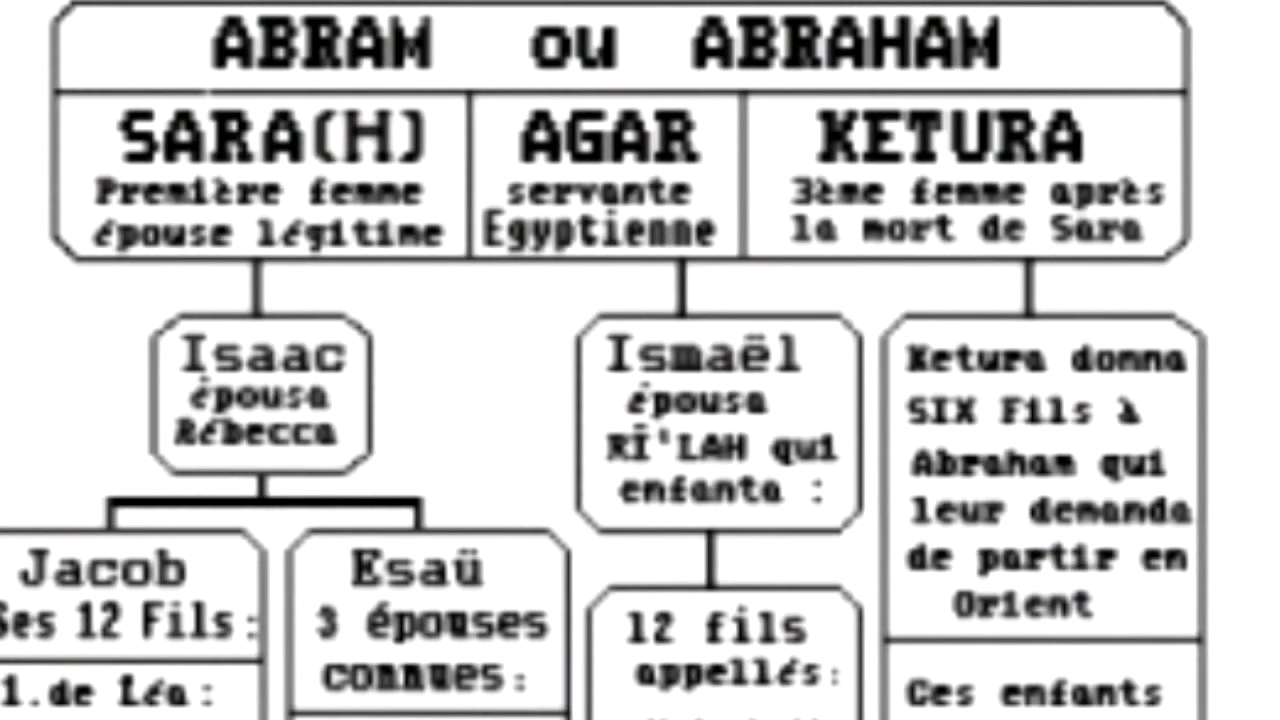 ABRAM ou ABRAHAM
SARA(H)
Première femme
épouse légitime
AGAR
servante
Egyptienne
KETURA
3ème femme après
la mort de Sara
Isaac
épousa
Rébecca
Ismaël
épousa
RĪ'LAH qui
enfanta :
Ketura donna
SIX Fils à
Abraham qui
leur demanda
de partir en
Orient
Jacob
Ses 12 Fils :
1.de Léa :
Esaü
3 épouses
connues :
12 fils
appellés :
Ces enfants